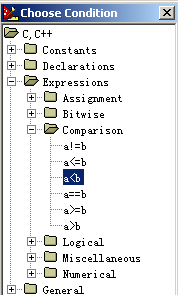 Choose Condition
C,C++
Constants
Declarations
Expressions
Assignment
Bitwise
Comparison
a!=b
a<=b
a<b
a==b
a>=b
a>b
Logical
Miscellaneous
Numerical
General